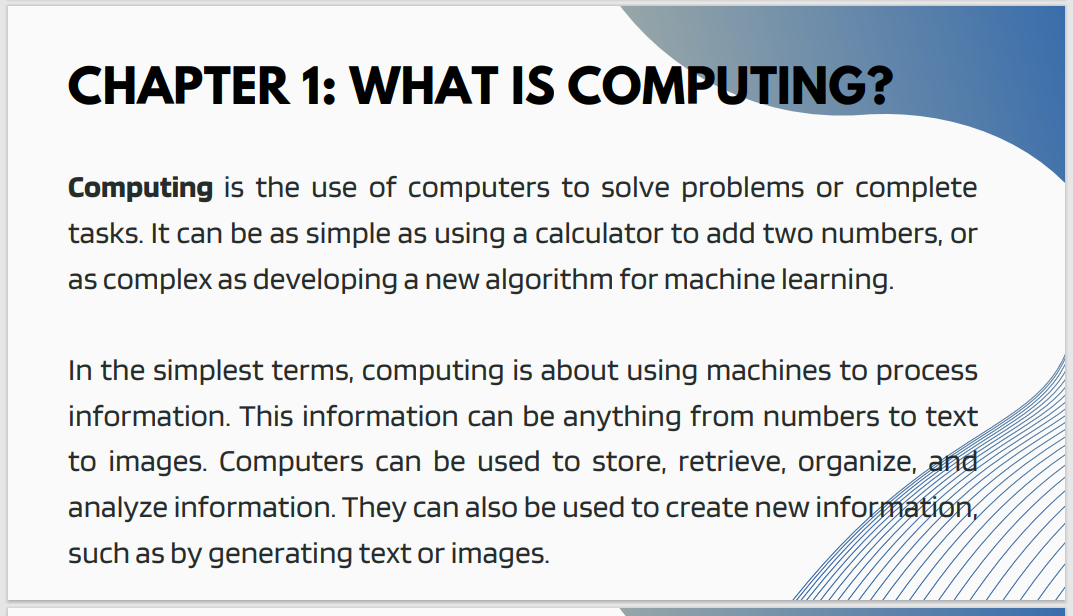 CHAPTER 1: WHAT IS COMPUTING?
Computing is the use of computers to solve problems or complete
tasks. It can be as simple as using a calculator to add two numbers, or
as complex as developing a new algorithm for machine learning.
In the simplest terms, computing is about using machines to process
information. This information can be anything from numbers to text
to images. Computers can be used to store, retrieve, organize, and
analyze information. They can also be used to create new information,
such as by generating text or images.